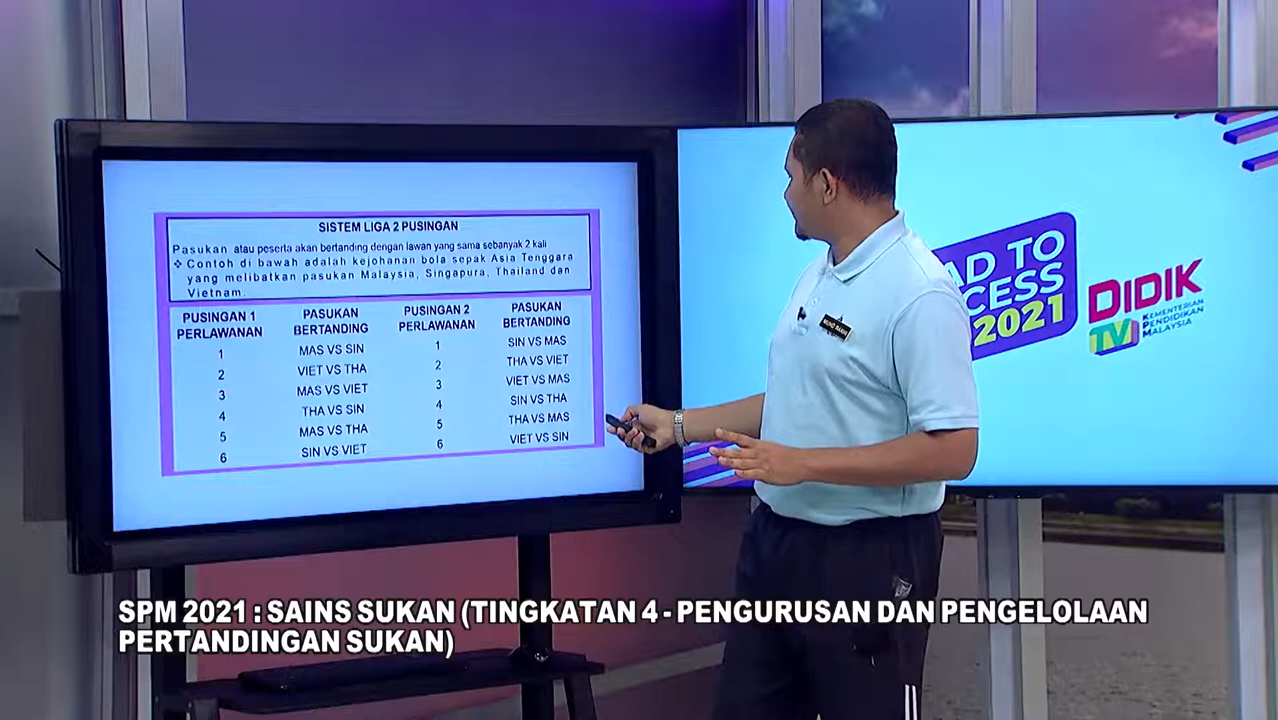 SISTEM LIGA 2 PUSINGAN
Pasukan atau peserta akan bertanding dengan lawan yang sama sebanyak 2 kali
❖ Contoh di bawah adalah kejohanan bola sepak Asia Tenggara
yang melibatkan pasukan Malaysia, Singapura, Thailand dan
Vietnam.
PUSINGAN 1 PERLAWANAN PASUKAN BERTANDING PUSINGAN 2 PERLAWANAN PASUKAN BERTANDING
1 MAS VS SIN 1 SIN VS MAS
2 VIET VS THA 2 THA VS VIET
3 MAS VS VIET 3 VIET VS MAS
4 THA VS SIN 4 SIN VS THA
5 MAS VS THA 5 THA VS MAS
6 SIN VS VIET 6 VIET VS SIN
AD TO
CESS
2021
DIDIK
TV
KEMENTERIAN
PENDIDIKAN
MALAYSIA
SPM 2021 : SAINS SUKAN (TINGKATAN 4 - PENGURUSAN DAN PENGELOLAAN
PERTANDINGAN SUKAN)